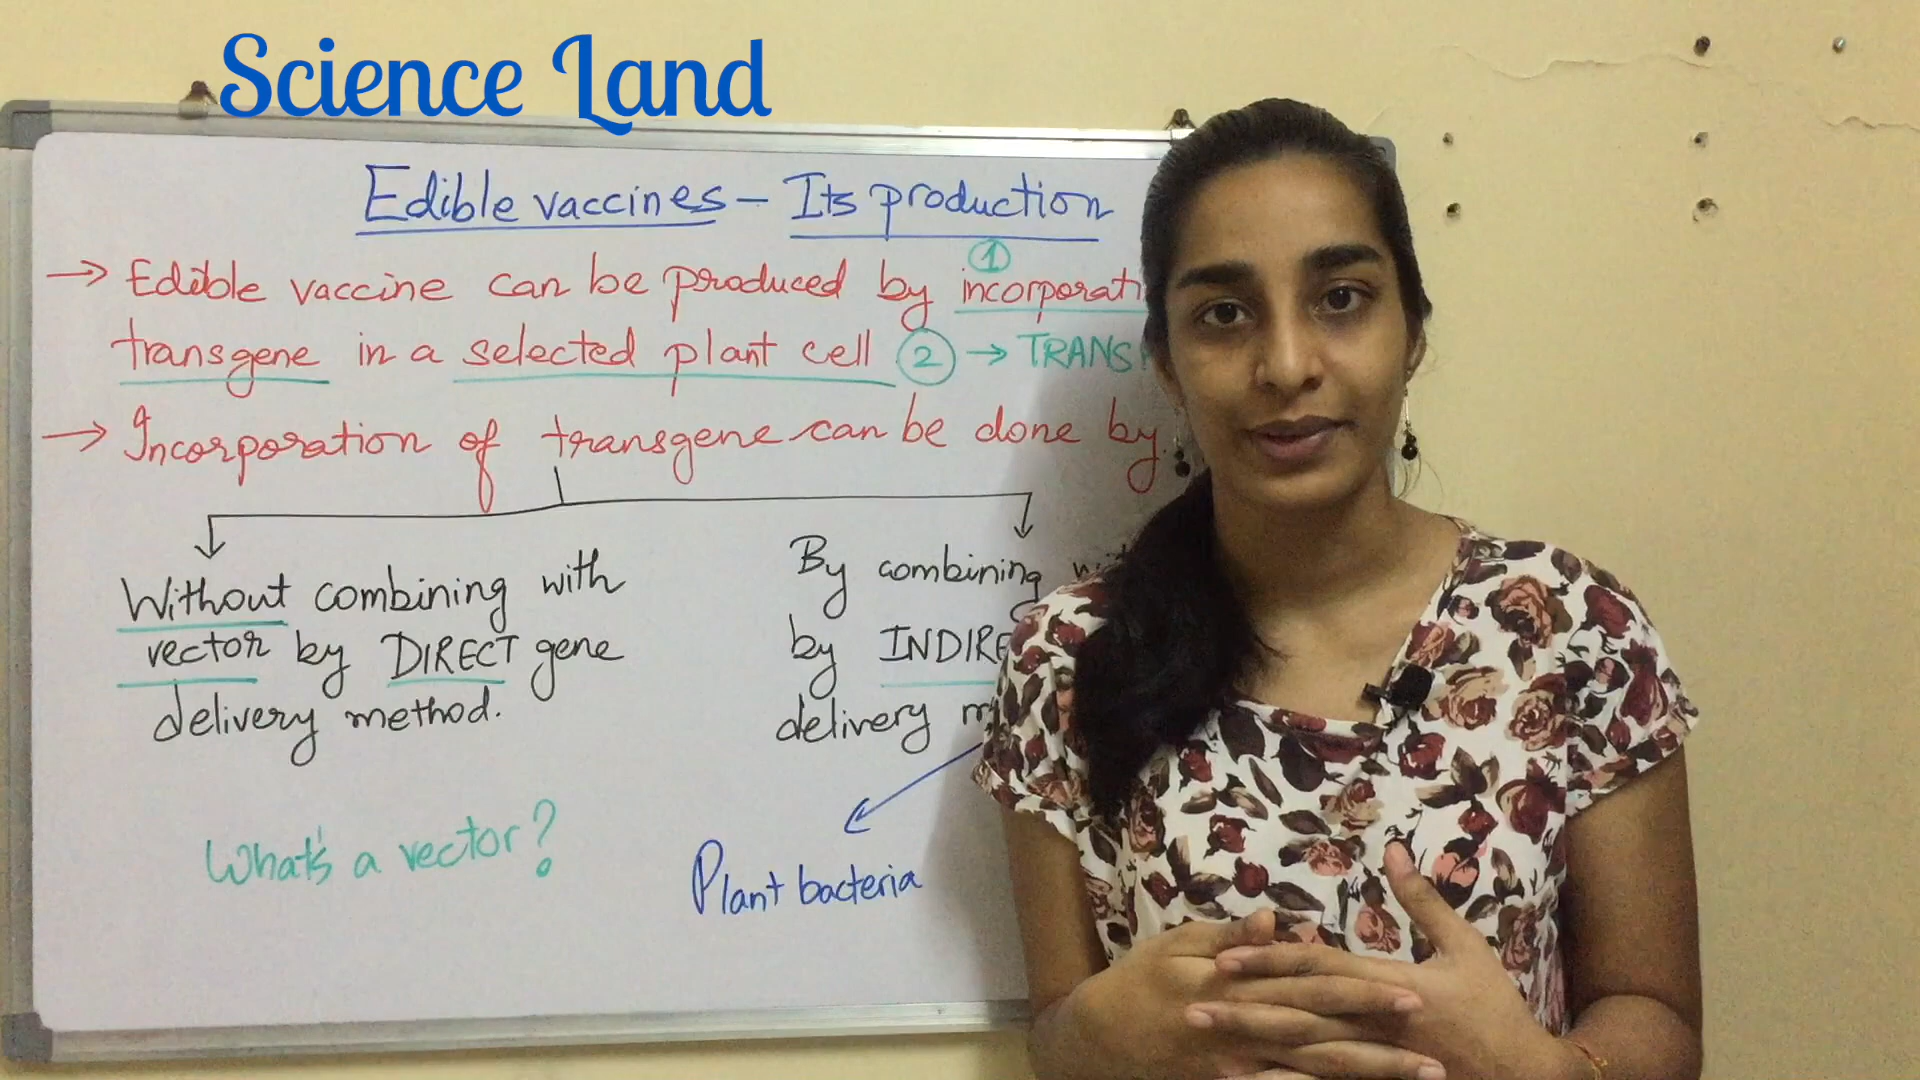 Science Land
Edible vaccines - Its production
1
→ Edible vaccine can be produced by incorporati
transgene in a selected plant cell 2 → TRANS
→ Incorporation of transgene can be done by
Without combining with
vector by DIRECT gene
delivery method.
By combining
by INDIRE
delivery m
What's a vector?
Plant bacteria